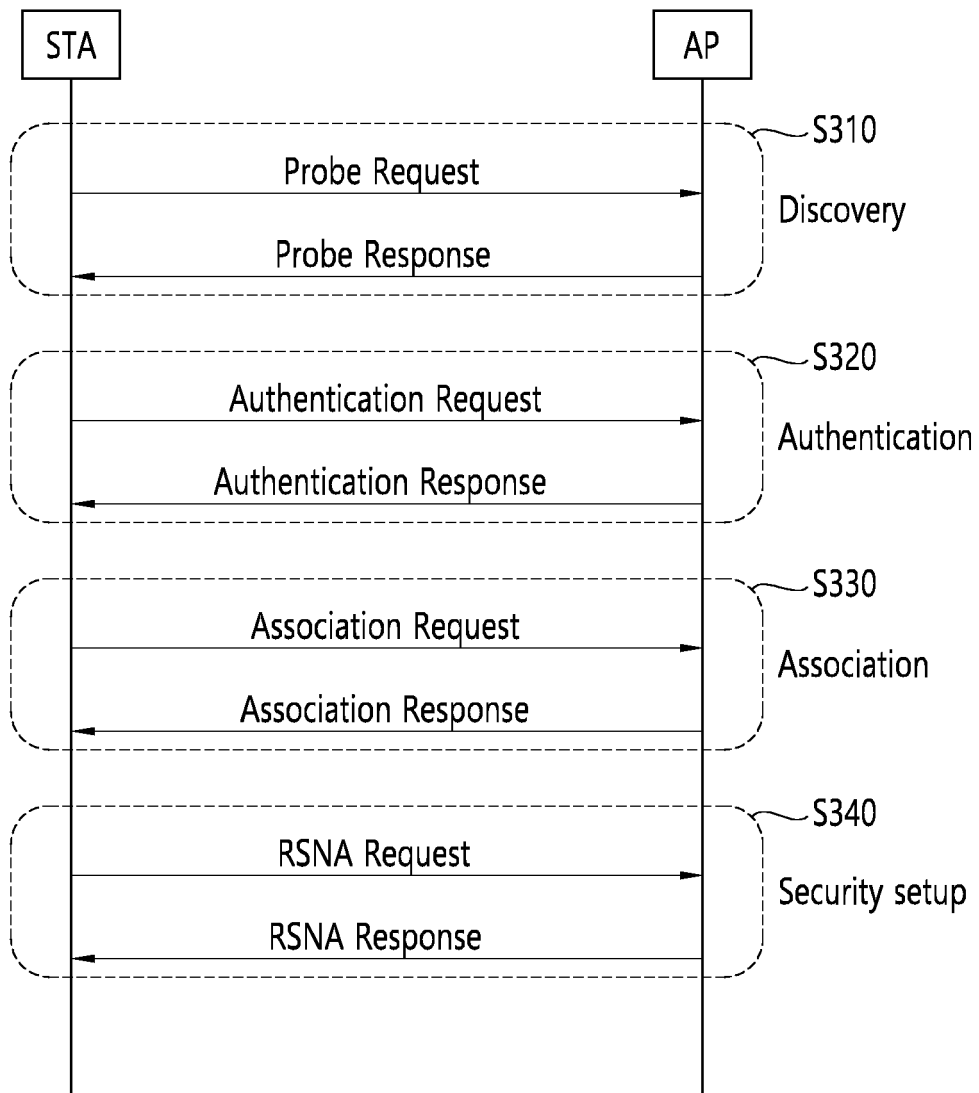 STA
AP
S310
Probe Request
Discovery
Probe Response
S320
Authentication Request
Authentication
Authentication Response
S330
Association Request
Association
Association Response
S340
RSNA Request
Security setup
RSNA Response